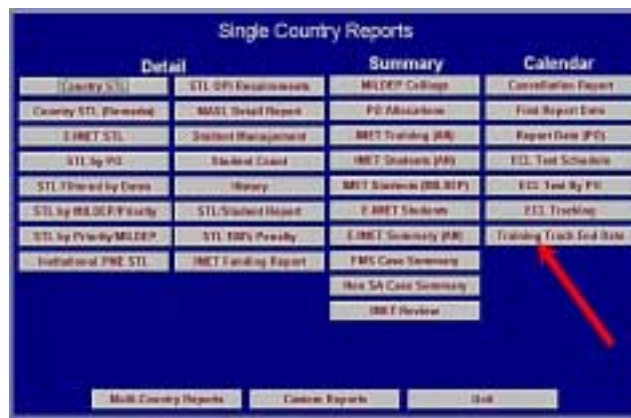 Single Country Reports
Detail
Summary
Calendar
Country STL
Country STL (Remarks)
E-IMET STL
STL by PO
STL Filtered by Dates
STL by MILDEP/Priority
STL by Priority/MILDEP
Institutional PME STL
STL OPI Requirements
MASL Detail Report
Student Management
Student Count
History
STL/Student Report
STL 100% Penalty
IMET Funding Report
MILDEP Ceilings
PO Allocations
IMET Training (AN)
IMET Students (AN)
IMET Students (MILDEP)
E-IMET Students
E-IMET Summary (AN)
FMS Case Summary
Non SA Case Summary
IMET Review
Cancellation Report
First Report Date
Report Date (PO)
ECL Test Schedule
ECL Test By PO
ECL Tracking
Training Track End Date
Multi-Country Reports
Custom Reports
Quit